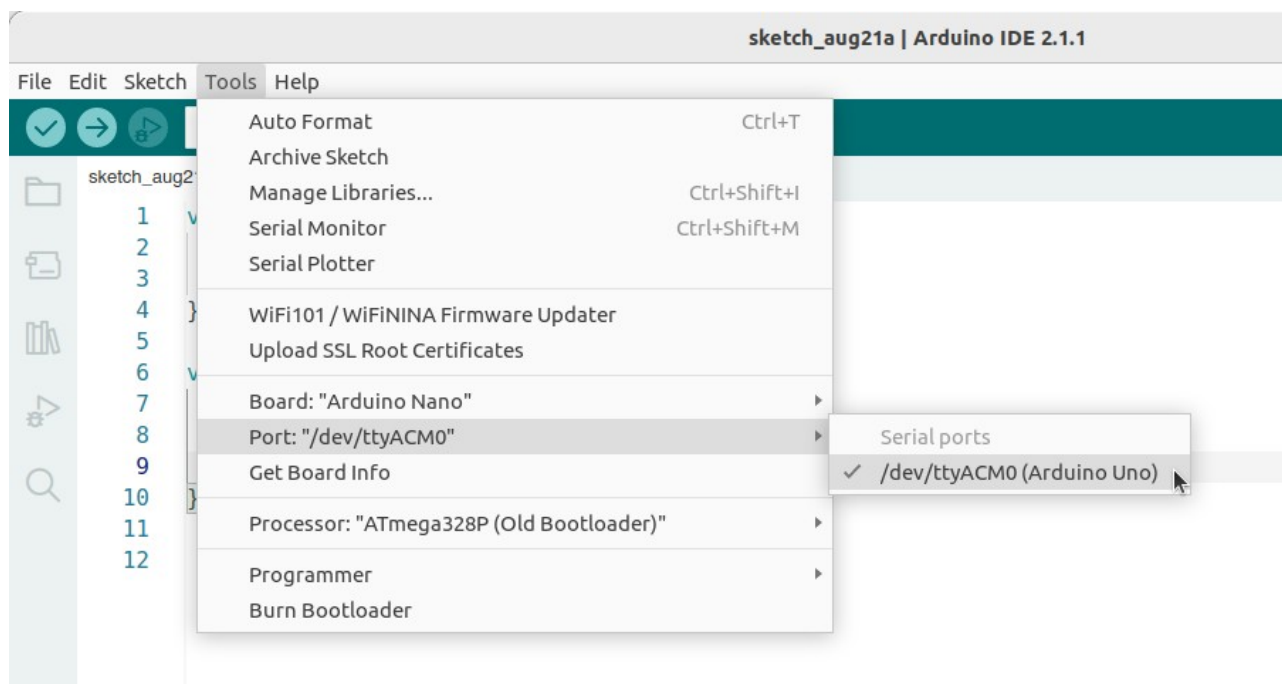 sketch_aug21a | Arduino IDE 2.1.1
File Edit Sketch Tools Help
Auto Format Ctrl+T
Archive Sketch
sketch_aug2
Manage Libraries... Ctrl+Shift+I
Serial Monitor Ctrl+Shift+M
Serial Plotter
WiFi101 / WiFiNINA Firmware Updater
Upload SSL Root Certificates
Board: "Arduino Nano"
Port: "/dev/ttyACM0"
Serial ports
Get Board Info
/dev/ttyACM0 (Arduino Uno)
Processor: "ATmega328P (Old Bootloader)"
Programmer
Burn Bootloader
1 v
2
3
4 }
5
6 v
7
8
9
10 }
11
12